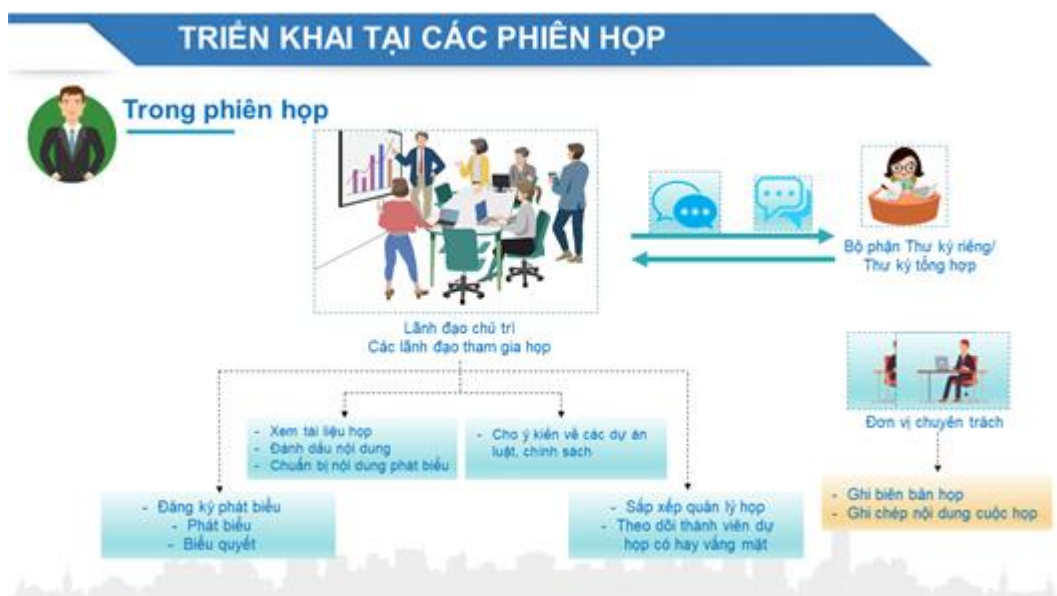 TRIỂN KHAI TẠI CÁC PHIÊN HỌP
Trong phiên họp
Bộ phận Thư ký riêng/
Thư ký tổng hợp
Lãnh đạo chủ trì
Các lãnh đạo tham gia họp
- Xem tài liệu họp
- Đánh dấu nội dung
- Chuẩn bị nội dung phát biểu
- Cho ý kiến về các dự án
luật, chính sách
Đơn vị chuyên trách
- Đăng ký phát biểu
- Phát biểu
- Biểu quyết
- Sắp xếp quản lý họp
- Theo dõi thành viên dự
họp có hay vắng mặt
- Ghi biên bản họp
- Ghi chép nội dung cuộc họp